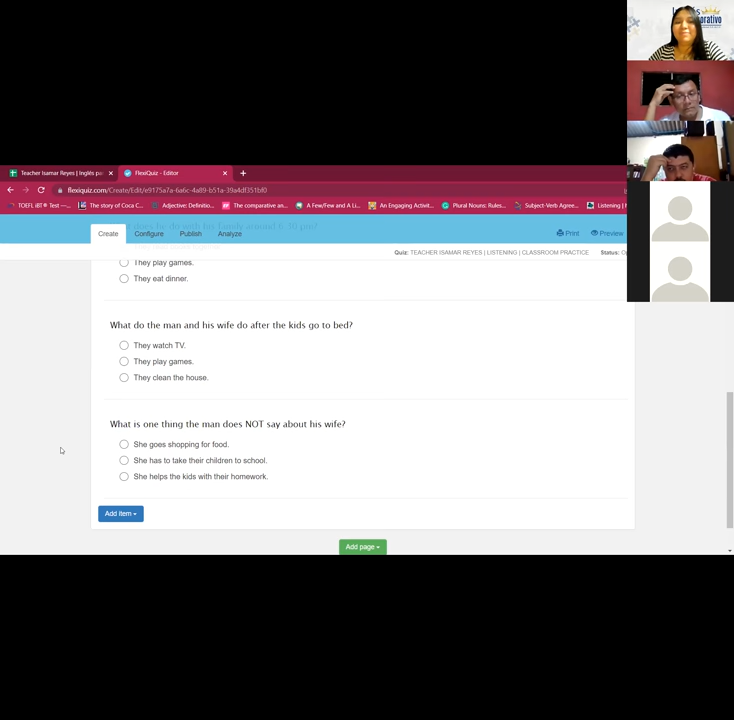 Inglés
orativo
Teacher Isamar Reyes | Inglés pa
FlexiQuiz - Editor
flexiquiz.com/Create/Edit/e9175a7a-6a6c-4a89-b51a-39a4df351bf0
TOEFL iBT ® Test —...
The story of Coca C...
Adjective: Definitio...
The comparative an...
A Few/Few and A Li...
An Engaging Activit...
Plural Nouns: Rules...
Subject-Verb Agree...
Listening |
Create
Configure
Publish
Analyze
Print
Preview
Quiz: TEACHER ISAMAR REYES | LISTENING | CLASSROOM PRACTICE
Status: O
They play games.
They eat dinner.
What do the man and his wife do after the kids go to bed?
They watch TV.
They play games.
They clean the house.
What is one thing the man does NOT say about his wife?
She goes shopping for food.
She has to take their children to school.
She helps the kids with their homework.
Add item
Add page